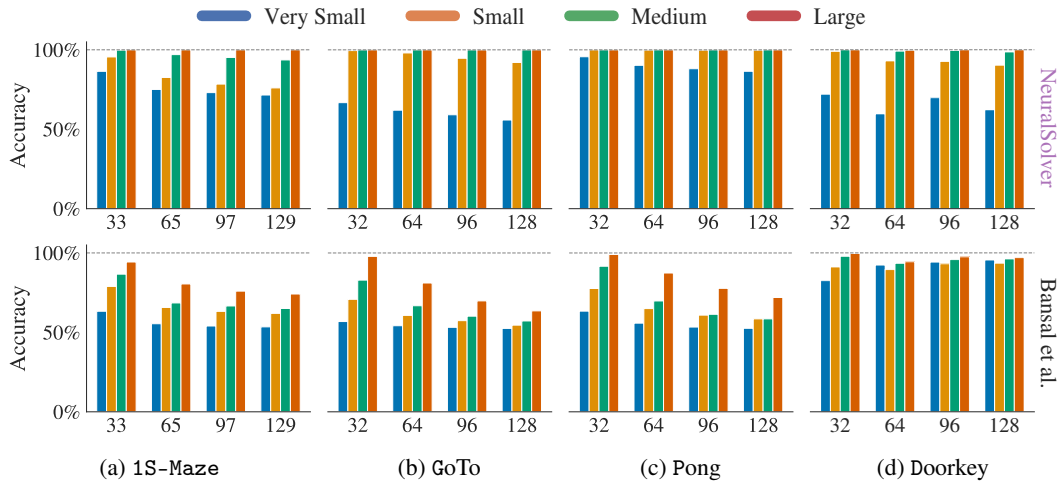 Very Small Small Medium Large
100%
50%
0%
Accuracy
33 65 97 129
32 64 96 128
32 64 96 128
32 64 96 128
NeuralSolver
100%
50%
0%
Accuracy
33 65 97 129
32 64 96 128
32 64 96 128
32 64 96 128
Bansal et al.
(a) 1S-Maze (b) GoTo (c) Pong (d) Doorkey